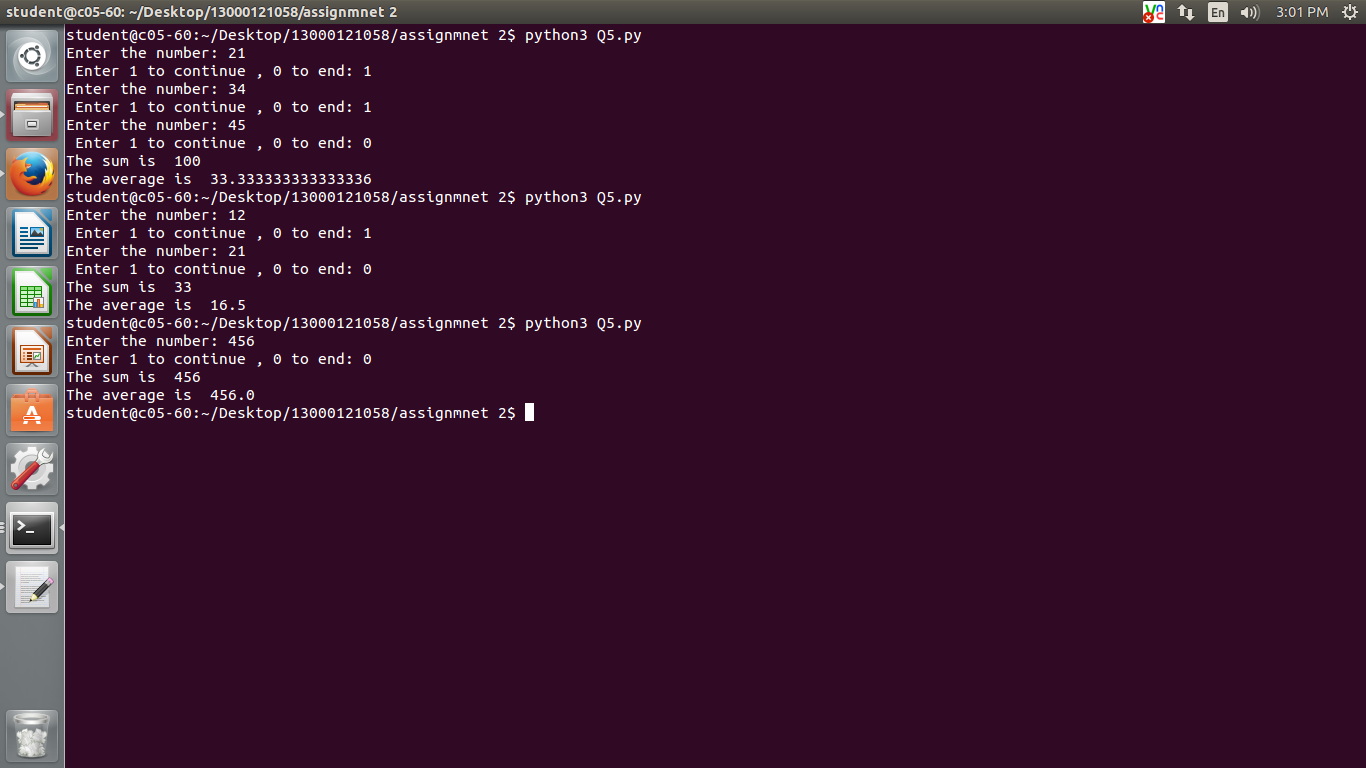 student@c05-60: ~/Desktop/13000121058/assignmnet 2
En
3:01 PM
student@c05-60:~/Desktop/13000121058/assignmnet 2$ python3 Q5.py
Enter the number: 21
 Enter 1 to continue , 0 to end: 1
Enter the number: 34
 Enter 1 to continue , 0 to end: 1
Enter the number: 45
 Enter 1 to continue , 0 to end: 0
The sum is  100
The average is  33.333333333333336
student@c05-60:~/Desktop/13000121058/assignmnet 2$ python3 Q5.py
Enter the number: 12
 Enter 1 to continue , 0 to end: 1
Enter the number: 21
 Enter 1 to continue , 0 to end: 0
The sum is  33
The average is  16.5
student@c05-60:~/Desktop/13000121058/assignmnet 2$ python3 Q5.py
Enter the number: 456
 Enter 1 to continue , 0 to end: 0
The sum is  456
The average is  456.0
student@c05-60:~/Desktop/13000121058/assignmnet 2$